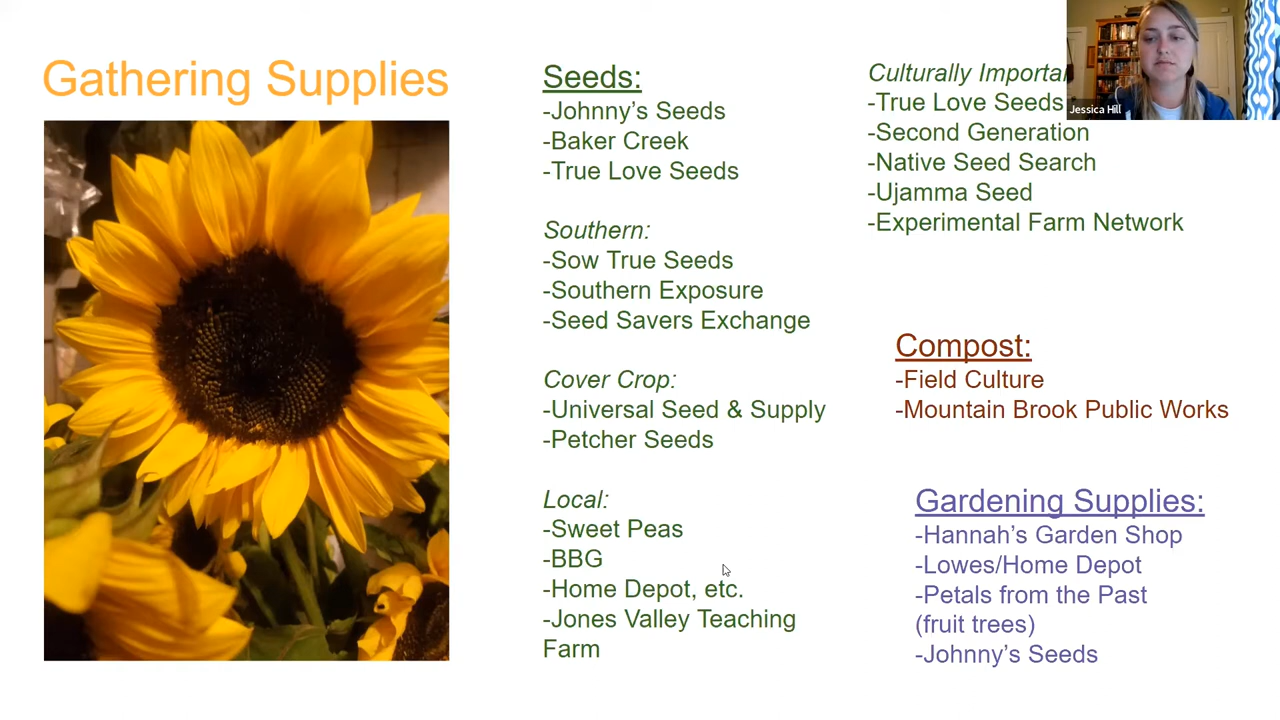 Gathering Supplies
Seeds:
-Johnny's Seeds
-Baker Creek
-True Love Seeds
Southern:
-Sow True Seeds
-Southern Exposure
-Seed Savers Exchange
Cover Crop:
-Universal Seed & Supply
-Petcher Seeds
Local:
-Sweet Peas
-BBG
-Home Depot, etc.
-Jones Valley Teaching
Farm
Culturally
-True Love Seeds
-Second Generation
-Native Seed Search
-Ujamma Seed
-Experimental Farm Network
Compost:
-Field Culture
-Mountain Brook Public Works
Gardening Supplies:
-Hannah's Garden Shop
-Lowes/Home Depot
-Petals from the Past
(fruit trees)
-Johnny's Seeds
Jessica Hill